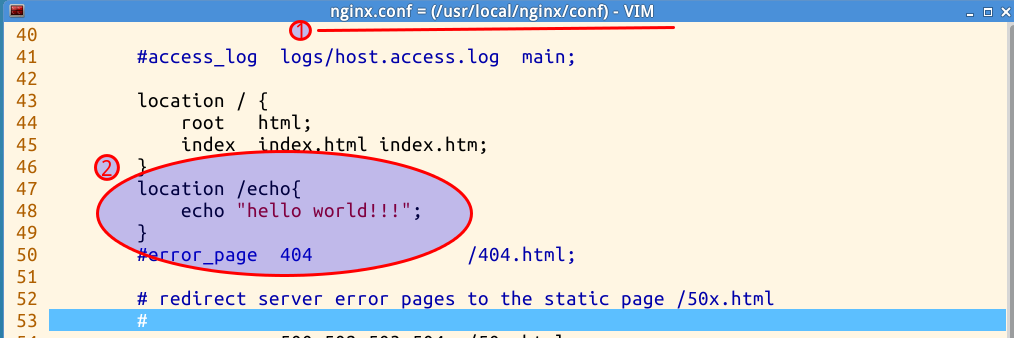 nginx.conf = (/usr/local/nginx/conf) - VIM
1
40
41 #access_log logs/host.access.log main;
42
43 location / {
44 root html;
45 index index.html index.htm;
2
46 }
47 location /echo{
48 echo "hello world!!!";
49 }
50 #error_page 404 /404.html;
51
52 # redirect server error pages to the static page /50x.html
53 #